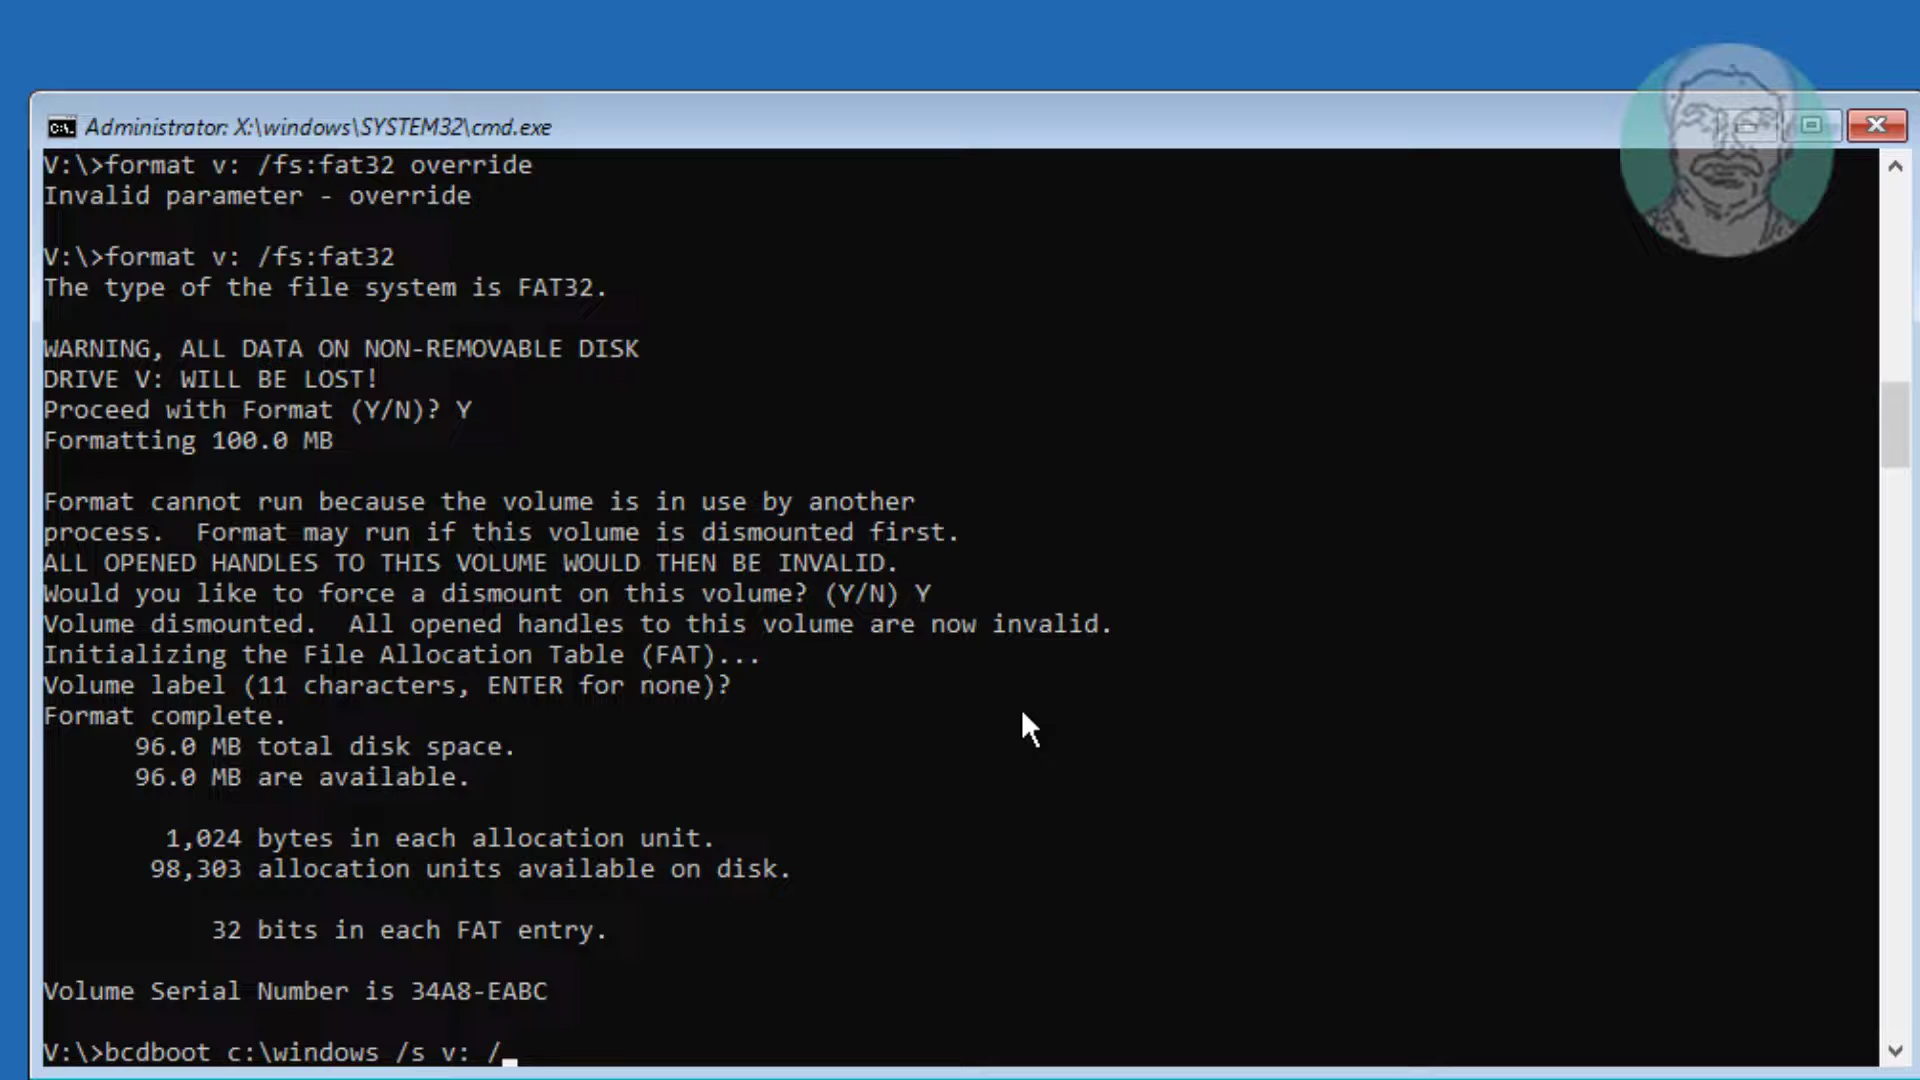 Administrator: X:\windows\SYSTEM32\cmd.exe
V:\>format v: /fs:fat32 override
Invalid parameter - override
V:\>format v: /fs:fat32
The type of the file system is FAT32.
WARNING, ALL DATA ON NON-REMOVABLE DISK
DRIVE V: WILL BE LOST!
Proceed with Format (Y/N)? Y
Formatting 100.0 MB
Format cannot run because the volume is in use by another
process.  Format may run if this volume is dismounted first.
ALL OPENED HANDLES TO THIS VOLUME WOULD THEN BE INVALID.
Would you like to force a dismount on this volume? (Y/N) Y
Volume dismounted.  All opened handles to this volume are now invalid.
Initializing the File Allocation Table (FAT)...
Volume label (11 characters, ENTER for none)?
Format complete.
96.0 MB total disk space.
96.0 MB are available.
1,024 bytes in each allocation unit.
98,303 allocation units available on disk.
32 bits in each FAT entry.
Volume Serial Number is 34A8-EABC
V:\>bcdboot c:\windows /s v: /